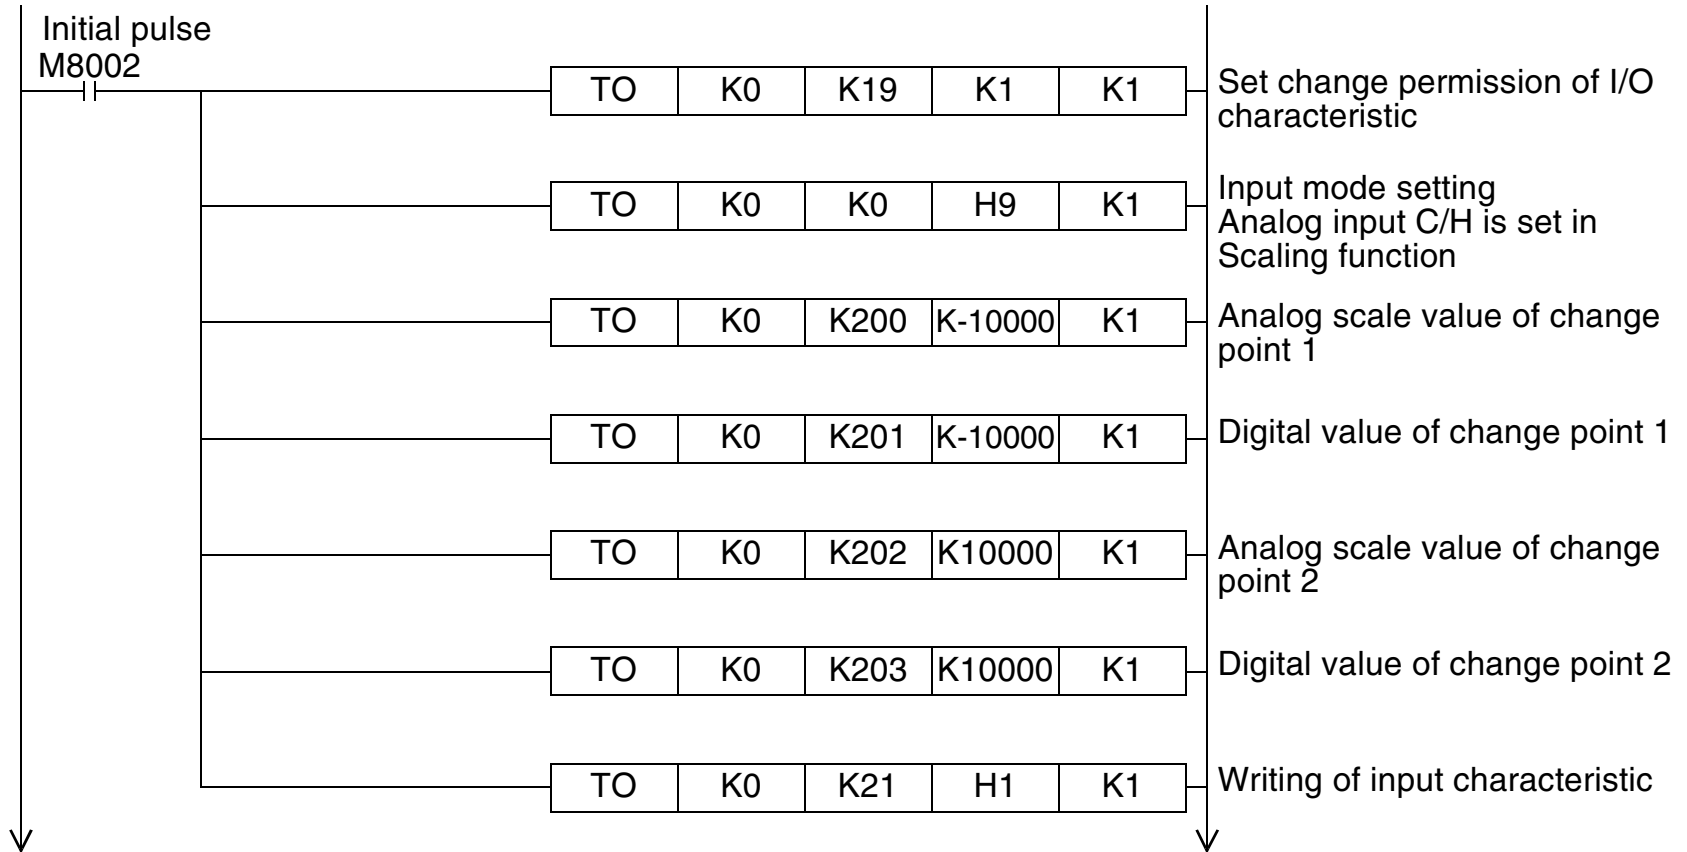 Initial pulse
M8002
TO K0 K19 K1 K1
Set change permission of I/O
characteristic
TO K0 K0 H9 K1
Input mode setting
Analog input C/H is set in
Scaling function
TO K0 K200 K-10000 K1
Analog scale value of change
point 1
TO K0 K201 K-10000 K1
Digital value of change point 1
TO K0 K202 K10000 K1
Analog scale value of change
point 2
TO K0 K203 K10000 K1
Digital value of change point 2
TO K0 K21 H1 K1
Writing of input characteristic